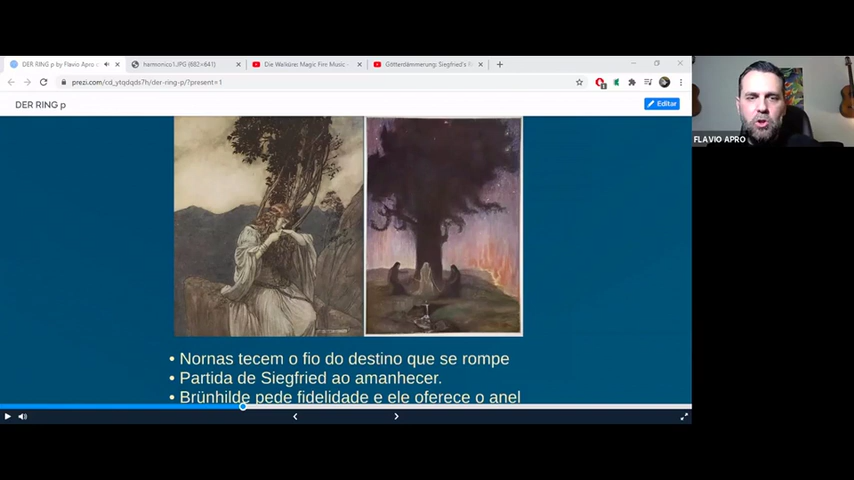 DER RING p by Flavio Apro
harmonico1.JPG (682×641)
Die Walküre: Magic Fire Music -
Götterdämmerung: Siegfried's
prezi.com/cd_ytqdqds7h/der-ring-p/?present=1
DER RING p
Editar
FLAVIO APRO
• Nornas tecem o fio do destino que se rompe
• Partida de Siegfried ao amanhecer.
• Brünhilde pede fidelidade e ele oferece o anel